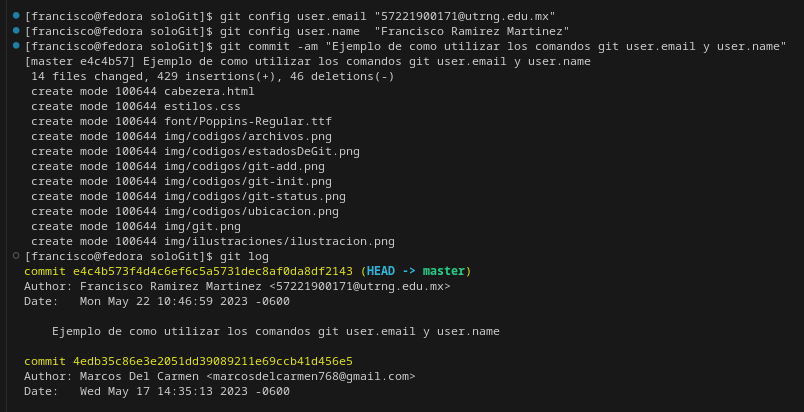 [francisco@fedora soloGit]$ git config user.email "57221900171@utrng.edu.mx"
[francisco@fedora soloGit]$ git config user.name  "Francisco Ramirez Martinez"
[francisco@fedora soloGit]$ git commit -am "Ejemplo de como utilizar los comandos git user.email y user.name"
[master e4c4b57] Ejemplo de como utilizar los comandos git user.email y user.name
 14 files changed, 429 insertions(+), 46 deletions(-)
 create mode 100644 cabezera.html
 create mode 100644 estilos.css
 create mode 100644 font/Poppins-Regular.ttf
 create mode 100644 img/codigos/archivos.png
 create mode 100644 img/codigos/estadosDeGit.png
 create mode 100644 img/codigos/git-add.png
 create mode 100644 img/codigos/git-init.png
 create mode 100644 img/codigos/git-status.png
 create mode 100644 img/codigos/ubicacion.png
 create mode 100644 img/git.png
 create mode 100644 img/ilustraciones/ilustracion.png
[francisco@fedora soloGit]$ git log
commit e4c4b573f4d4c6ef6c5a5731dec8af0da8df2143 (HEAD -> master)
Author: Francisco Ramirez Martinez <57221900171@utrng.edu.mx>
Date:   Mon May 22 10:46:59 2023 -0600
    Ejemplo de como utilizar los comandos git user.email y user.name
commit 4edb35c86e3e2051dd39089211e69ccb41d456e5
Author: Marcos Del Carmen <marcosdelcarmen768@gmail.com>
Date:   Wed May 17 14:35:13 2023 -0600